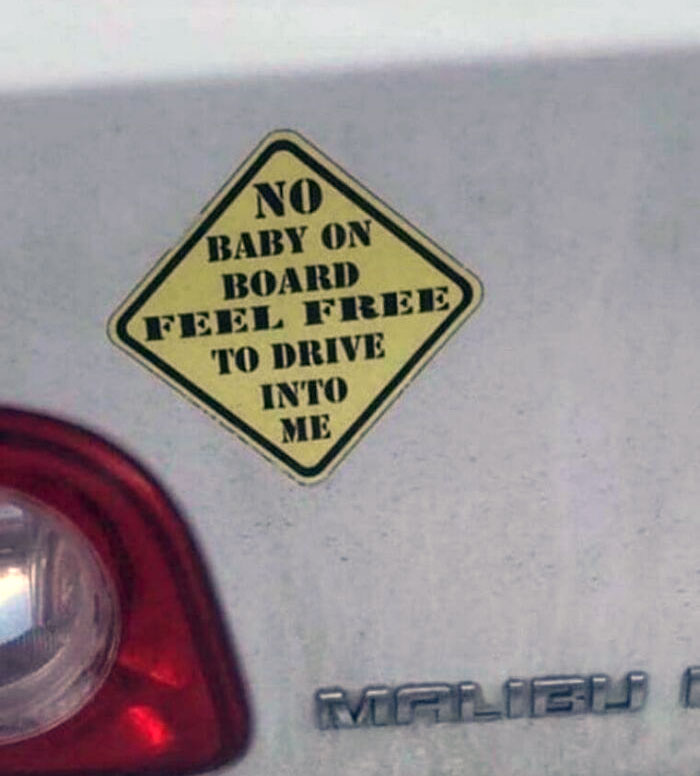 NO
BABY ON
BOARD
FEEL FREE
TO DRIVE
INTO
ME
MALIBU